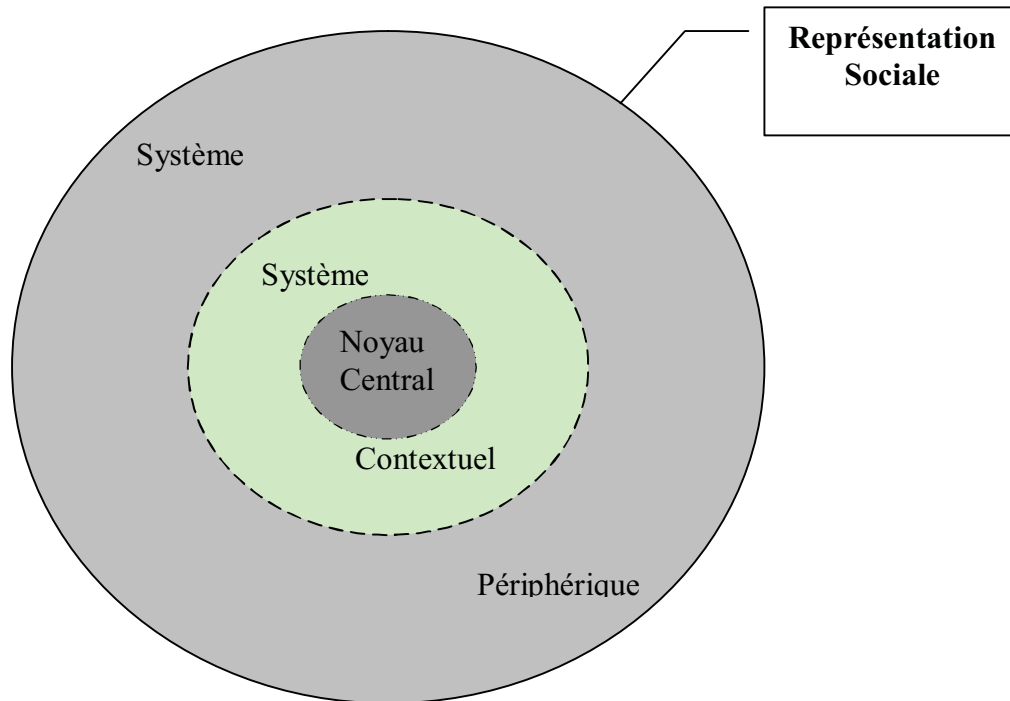 Représentation
Sociale
Système
Système
Noyau
Central
Contextuel
Périphérique